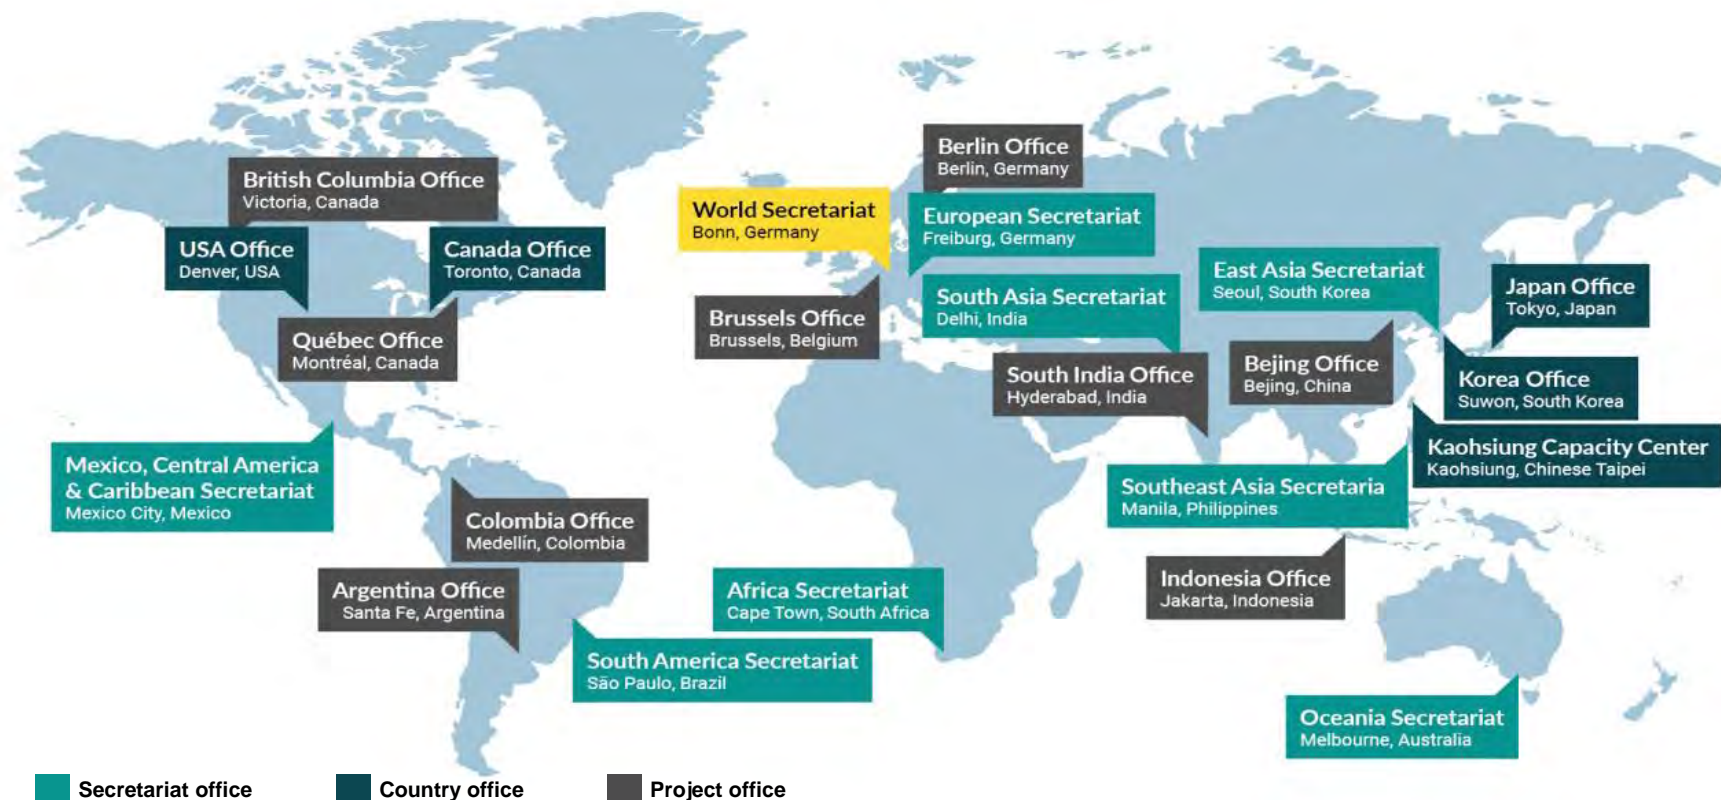 Berlin Office
Berlin, Germany
British Columbia Office
Victoria, Canada
World Secretariat
Bonn, Germany
European Secretariat
Freiburg, Germany
USA Office
Denver, USA
Canada Office
Toronto, Canada
East Asia Secretariat
Seoul, South Korea
Japan Office
Tokyo, Japan
South Asia Secretariat
Delhi, India
Brussels Office
Brussels, Belgium
Québec Office
Montréal, Canada
South India Office
Hyderabad, India
Bejing Office
Bejing, China
Korea Office
Suwon, South Korea
Kaohsiung Capacity Center
Kaohsiung, Chinese Taipei
Mexico, Central America
& Caribbean Secretariat
Mexico City, Mexico
Southeast Asia Secretaria
Manila, Philippines
Colombia Office
Medellín, Colombia
Indonesia Office
Jakarta, Indonesia
Argentina Office
Santa Fe, Argentina
Africa Secretariat
Cape Town, South Africa
South America Secretariat
São Paulo, Brazil
Oceania Secretariat
Melbourne, Australia
Secretariat office
Country office
Project office